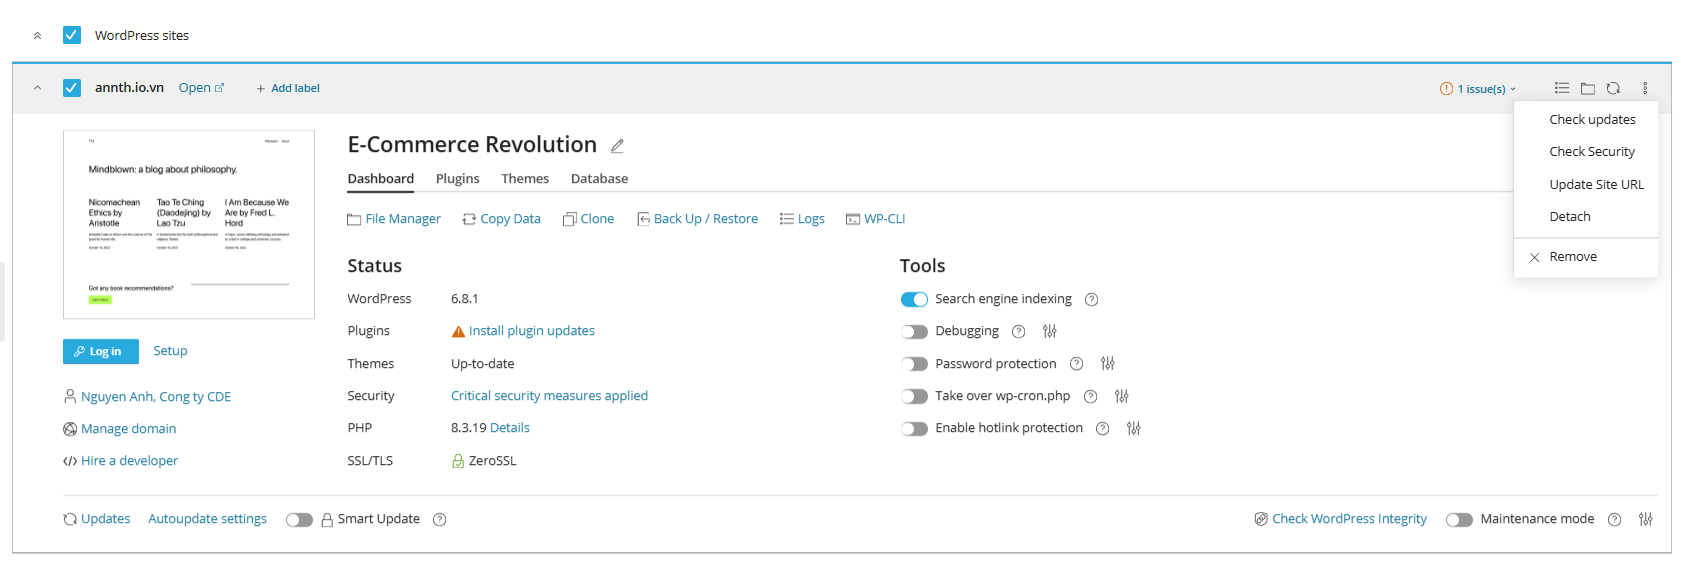 WordPress sites
annth.io.vn Open + Add label 1 issue(s)
Check updates
Check Security
Update Site URL
Detach
Remove
Mindblown: a blog about philosophy.
Nicomachean Ethics by Aristotle
Tao Te Ching (Daodejing) by Lao Tzu
I Am Because We Are by Fred L. Hord
Got any book recommendations?
Log in Setup
Nguyen Anh, Cong ty CDE
Manage domain
Hire a developer
E-Commerce Revolution
Dashboard Plugins Themes Database
File Manager Copy Data Clone Back Up / Restore Logs WP-CLI
Status
WordPress 6.8.1
Plugins Install plugin updates
Themes Up-to-date
Security Critical security measures applied
PHP 8.3.19 Details
SSL/TLS ZeroSSL
Tools
Search engine indexing
Debugging
Password protection
Take over wp-cron.php
Enable hotlink protection
Updates Autoupdate settings Smart Update Check WordPress Integrity Maintenance mode